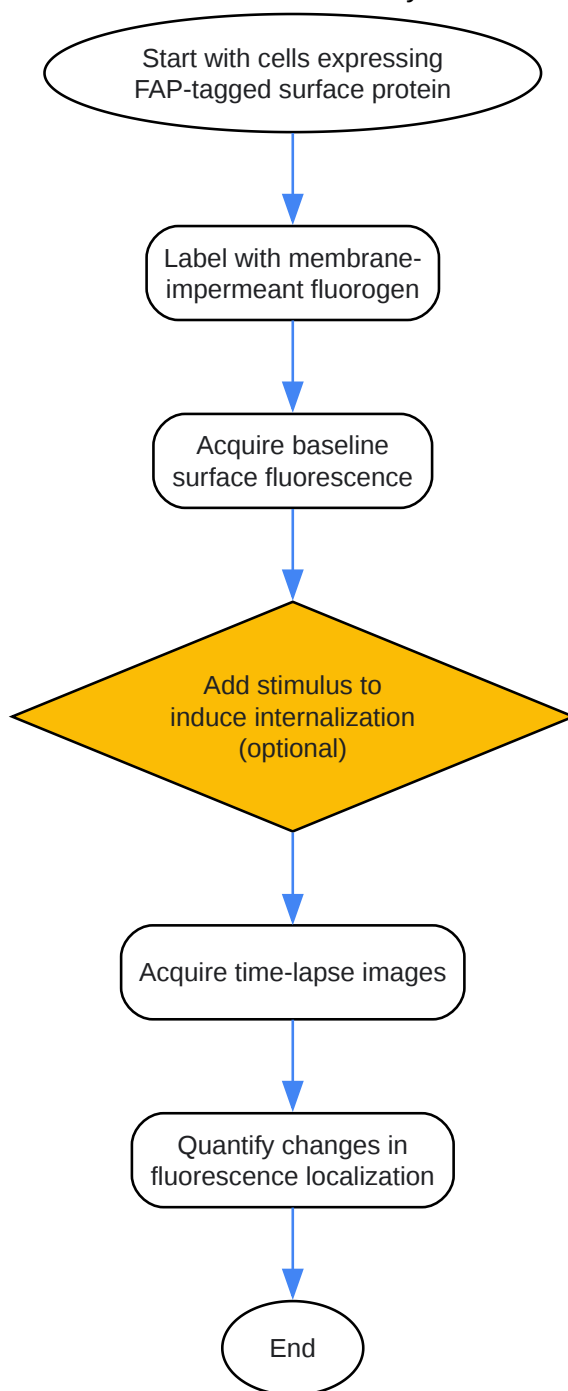 Start with cells expressing
FAP-tagged surface protein
Label with membrane-
impermeant fluorogen
Acquire baseline
surface fluorescence
Add stimulus to
induce internalization
(optional)
Acquire time-lapse images
Quantify changes in
fluorescence localization
End